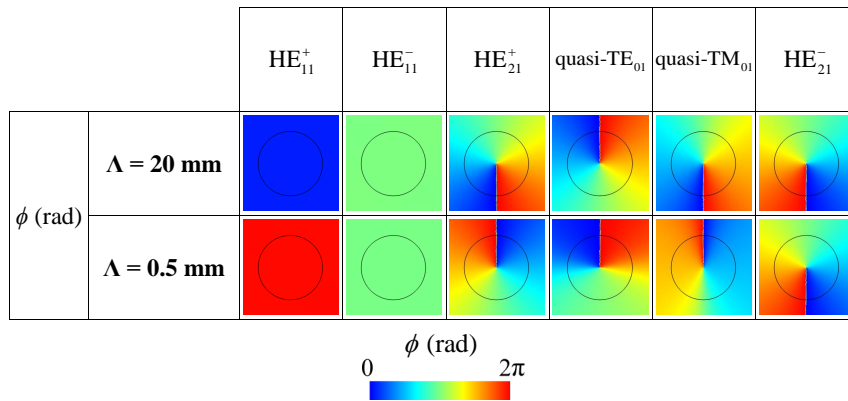 HE₁₁⁺ HE₁₁⁻ HE₂₁⁺ quasi-TE₀₁ quasi-TM₀₁ HE₂₁⁻
ϕ (rad)
Λ = 20 mm
Λ = 0.5 mm
ϕ (rad)
0 2π